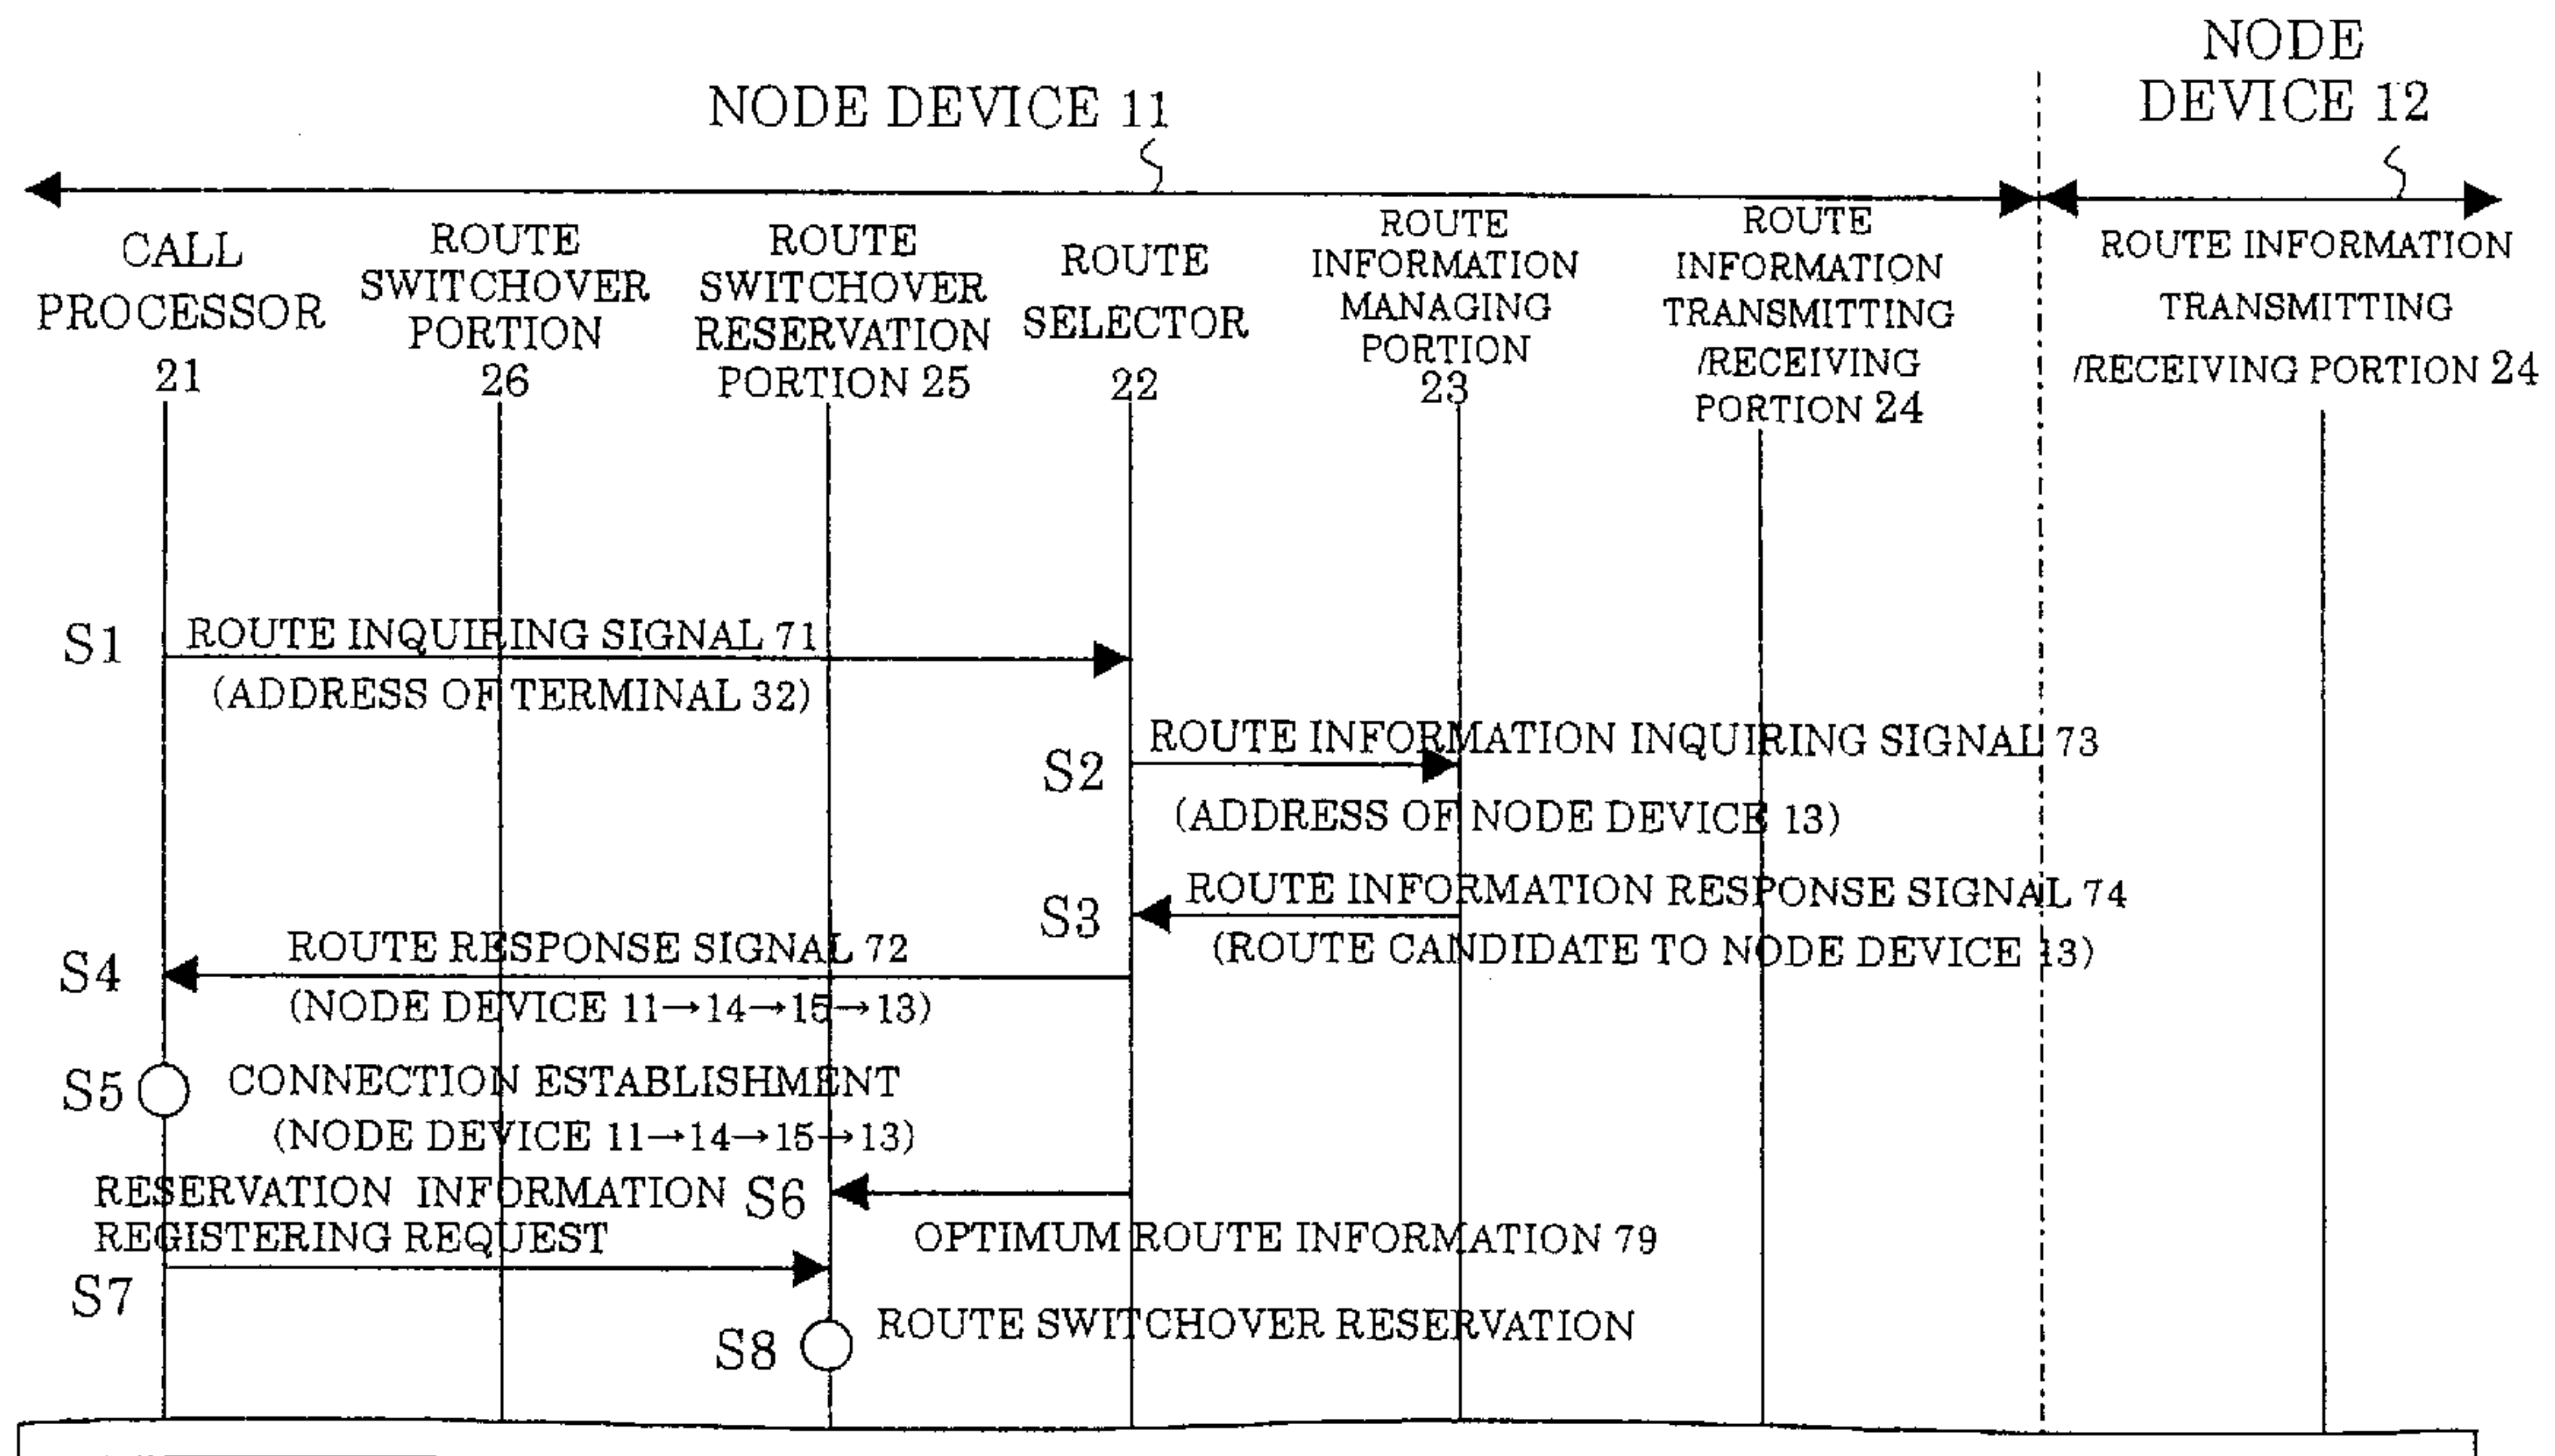 NODE DEVICE 11
NODE
DEVICE 12
CALL
PROCESSOR
21
ROUTE
SWITCHOVER
PORTION
26
ROUTE
SWITCHOVER
RESERVATION
PORTION 25
ROUTE
SELECTOR
22
ROUTE
INFORMATION
MANAGING
PORTION
23
ROUTE
INFORMATION
TRANSMITTING
/RECEIVING
PORTION 24
ROUTE INFORMATION
TRANSMITTING
/RECEIVING PORTION 24
S1
ROUTE INQUIRING SIGNAL 71
(ADDRESS OF TERMINAL 32)
S2
ROUTE INFORMATION INQUIRING SIGNAL 73
(ADDRESS OF NODE DEVICE 13)
S3
ROUTE INFORMATION RESPONSE SIGNAL 74
(ROUTE CANDIDATE TO NODE DEVICE 13)
S4
ROUTE RESPONSE SIGNAL 72
(NODE DEVICE 11→14→15→13)
S5
CONNECTION ESTABLISHMENT
(NODE DEVICE 11→14→15→13)
S6
OPTIMUM ROUTE INFORMATION 79
RESERVATION INFORMATION
REGISTERING REQUEST
S7
S8
ROUTE SWITCHOVER RESERVATION